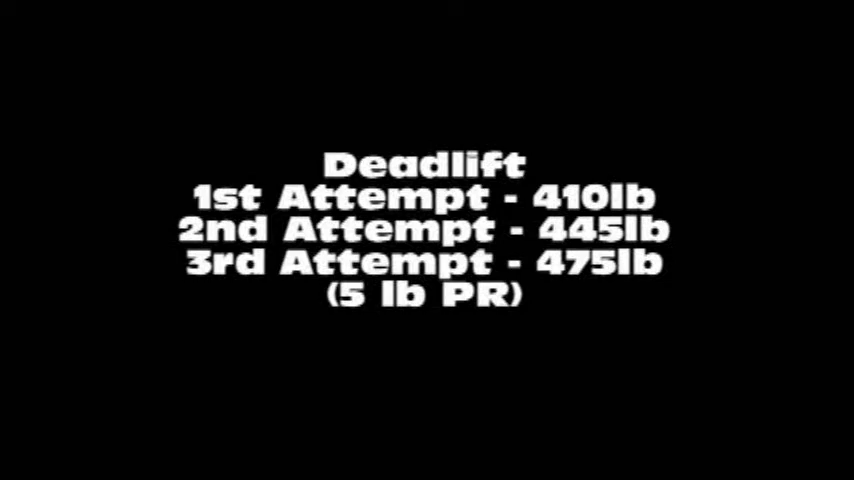 Deadlift
1st Attempt - 410lb
2nd Attempt - 445lb
3rd Attempt - 475lb
(5 lb PR)